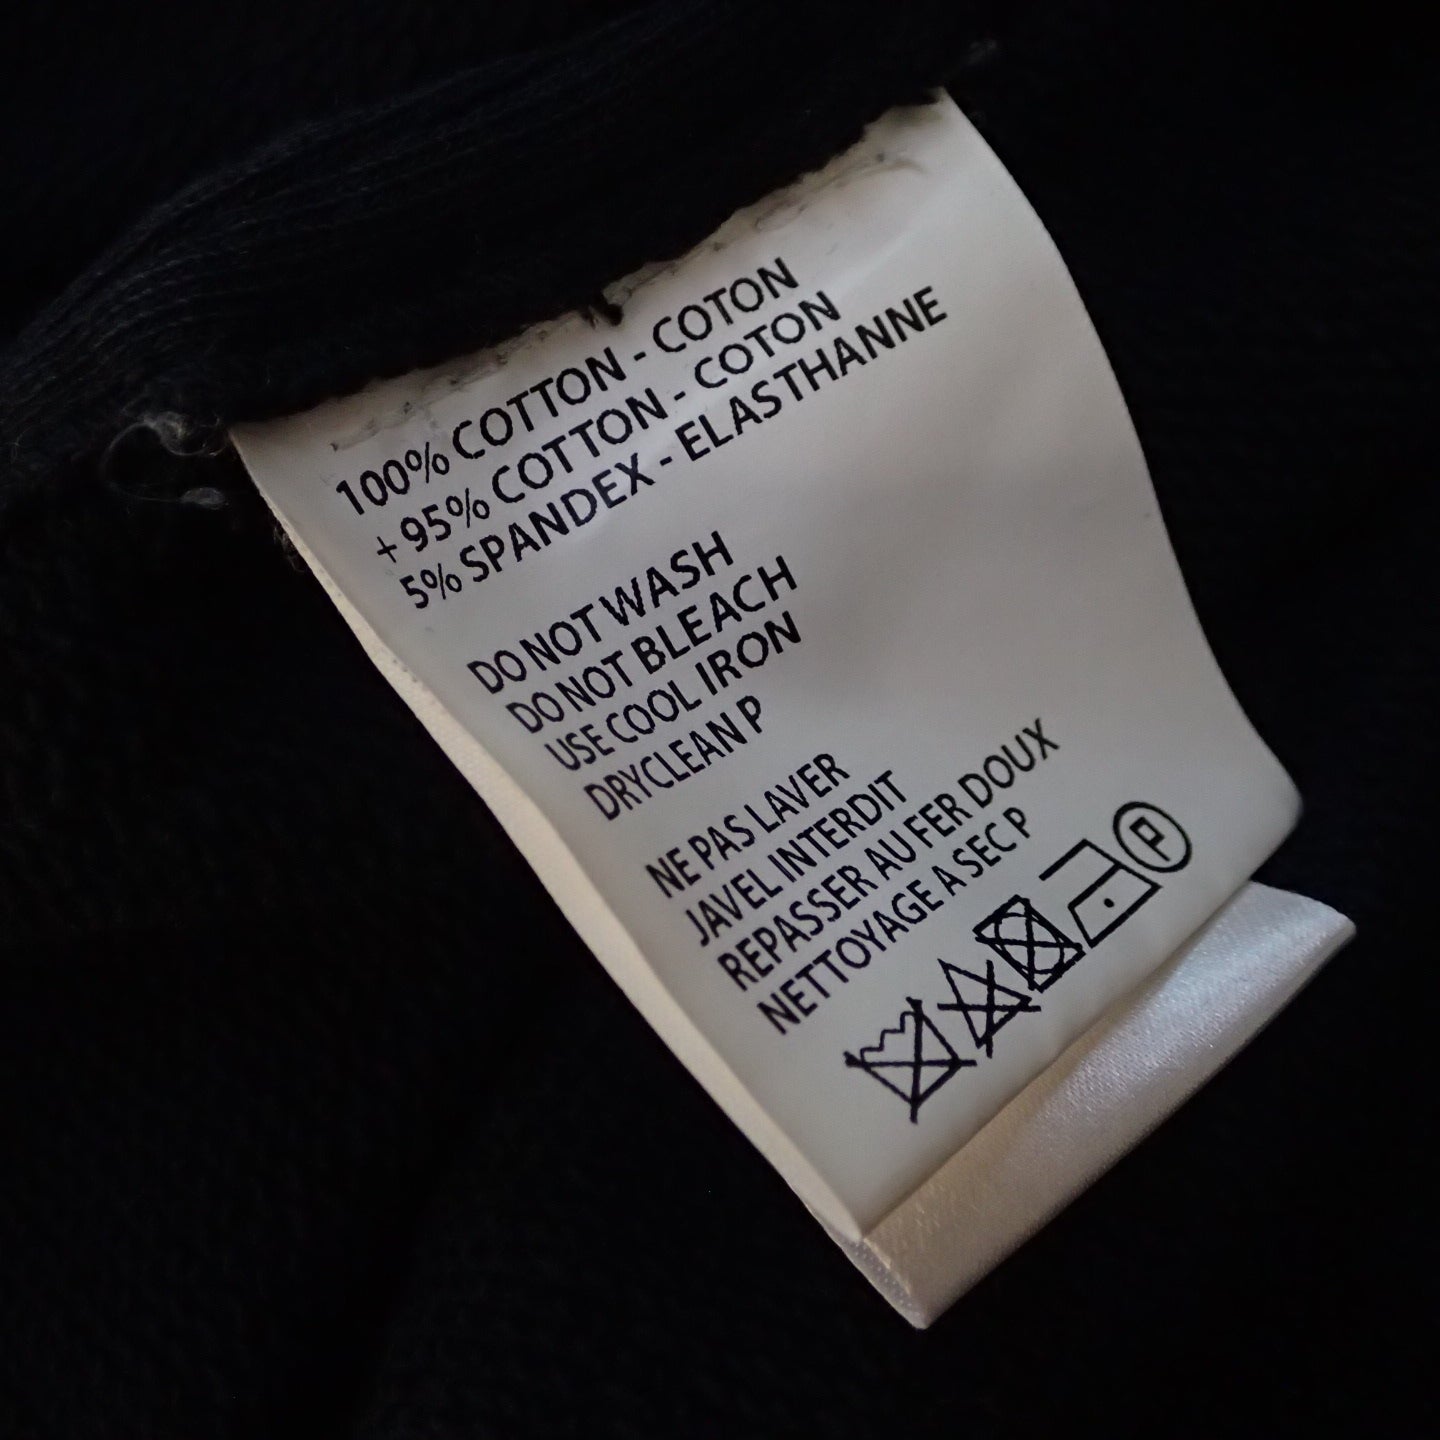 100% COTTON - COTON
+ 95% COTTON - COTON
5% SPANDEX - ELASTHANNE
DO NOT WASH
DO NOT BLEACH
USE COOL IRON
DRYCLEAN P
NE PAS LAVER
JAVEL INTERDIT
REPASSER AU FER DOUX
NETTOYAGE A SEC P
P